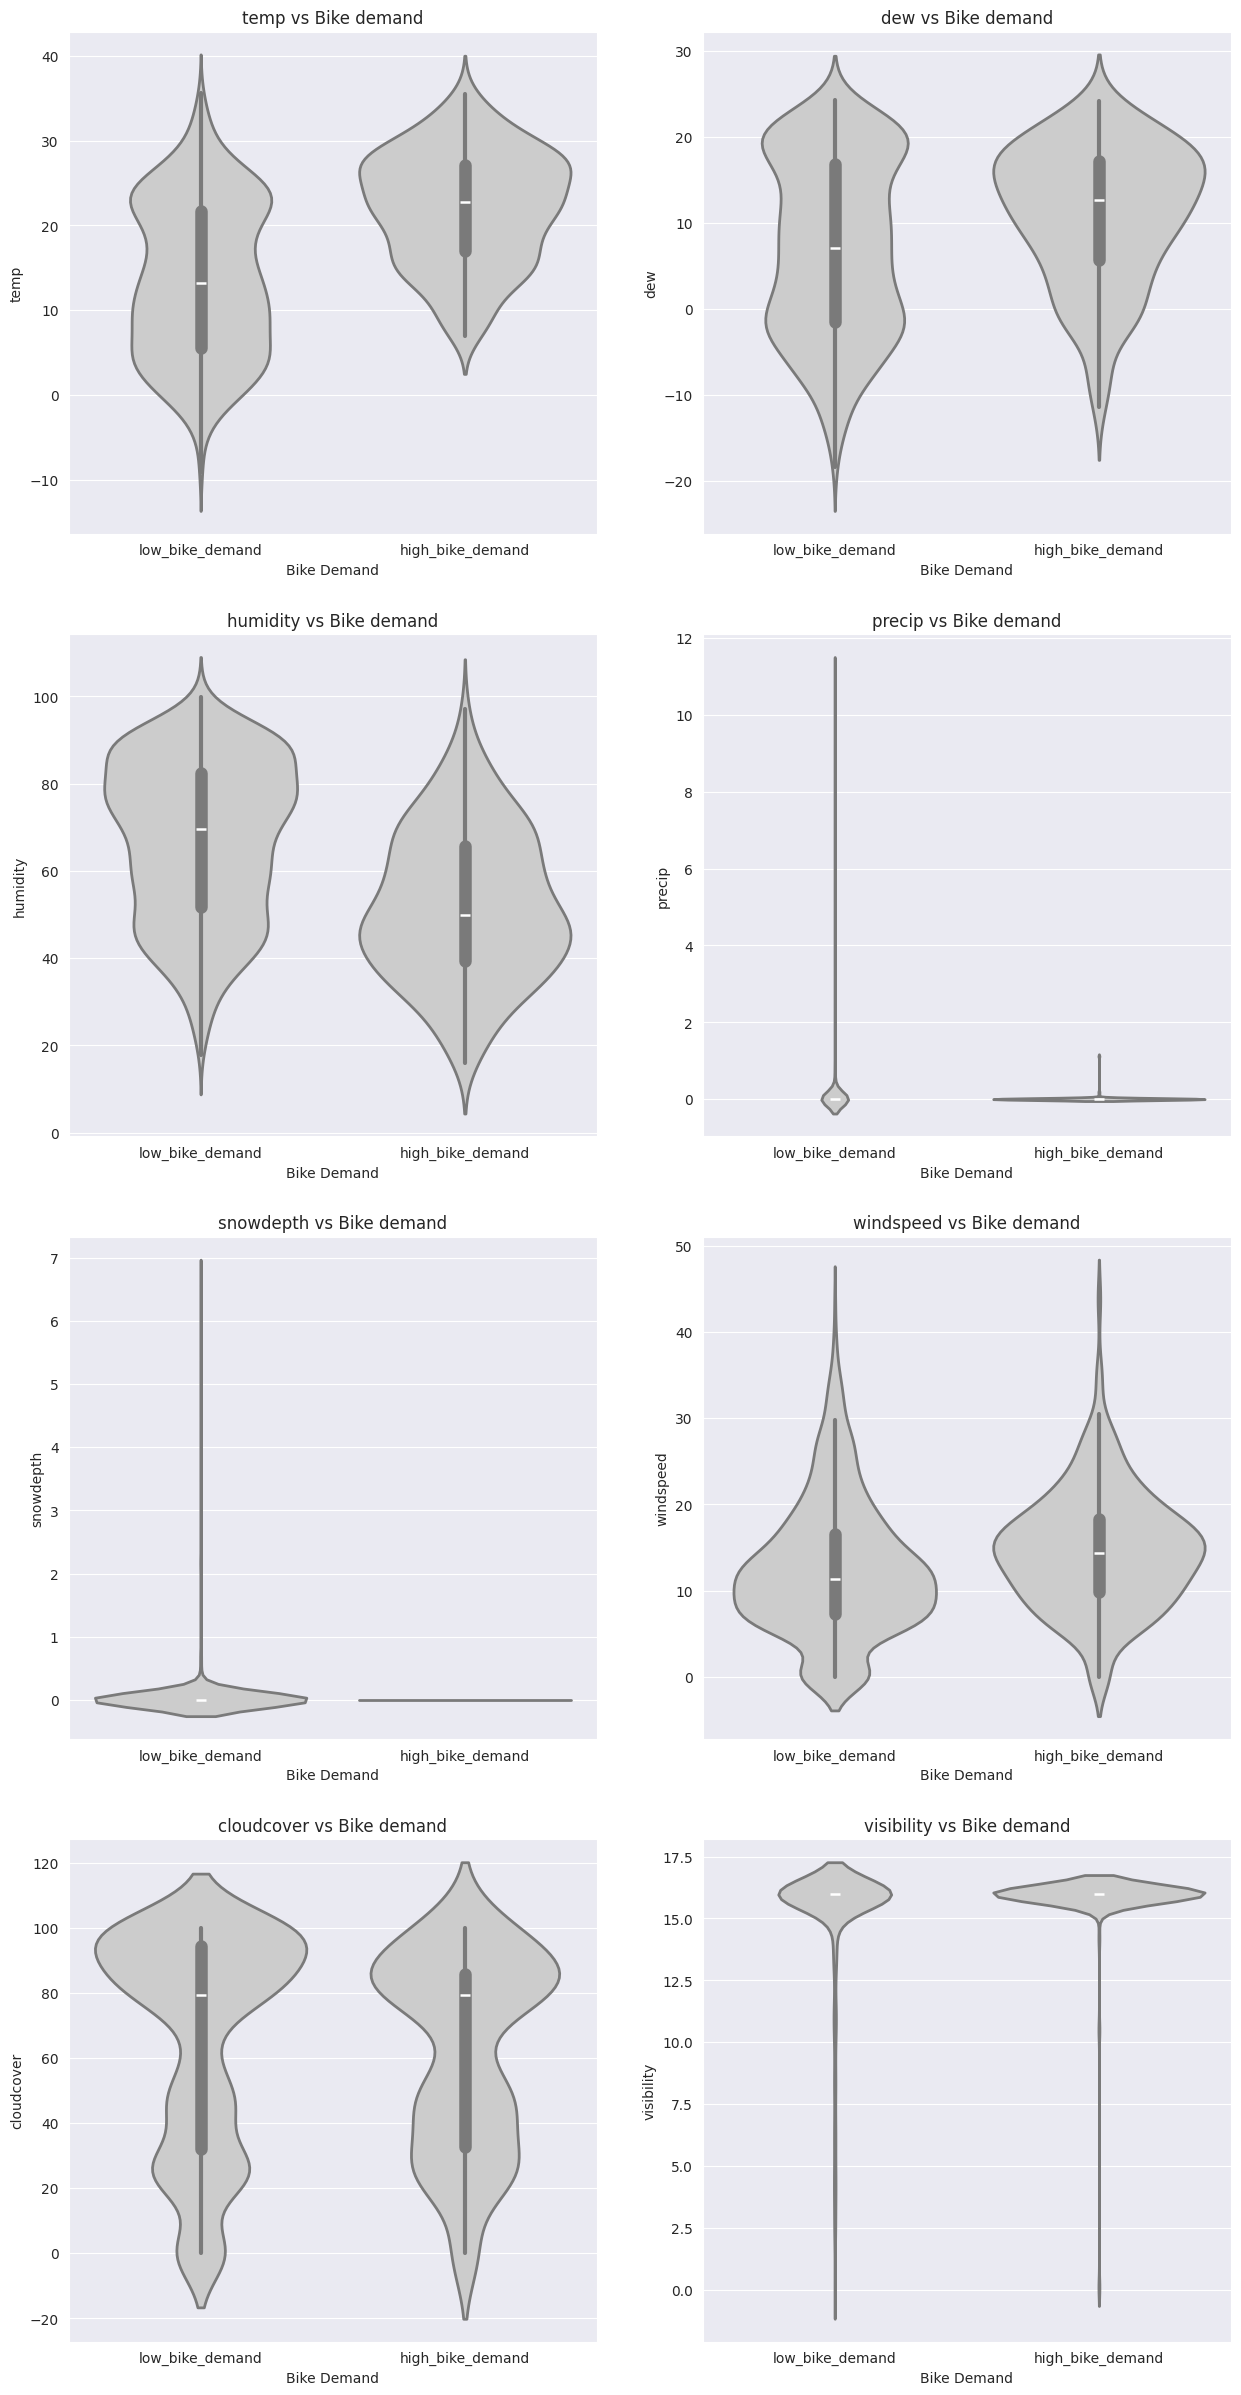 temp vs Bike demand
40
30
20
10
0
−10
temp
low_bike_demand
high_bike_demand
Bike Demand
dew vs Bike demand
30
20
10
0
−10
−20
dew
low_bike_demand
high_bike_demand
Bike Demand
humidity vs Bike demand
100
80
60
40
20
0
humidity
low_bike_demand
high_bike_demand
Bike Demand
precip vs Bike demand
12
10
8
6
4
2
0
precip
low_bike_demand
high_bike_demand
Bike Demand
snowdepth vs Bike demand
7
6
5
4
3
2
1
0
snowdepth
low_bike_demand
high_bike_demand
Bike Demand
windspeed vs Bike demand
50
40
30
20
10
0
windspeed
low_bike_demand
high_bike_demand
Bike Demand
cloudcover vs Bike demand
120
100
80
60
40
20
0
−20
cloudcover
low_bike_demand
high_bike_demand
Bike Demand
visibility vs Bike demand
17.5
15.0
12.5
10.0
7.5
5.0
2.5
0.0
visibility
low_bike_demand
high_bike_demand
Bike Demand